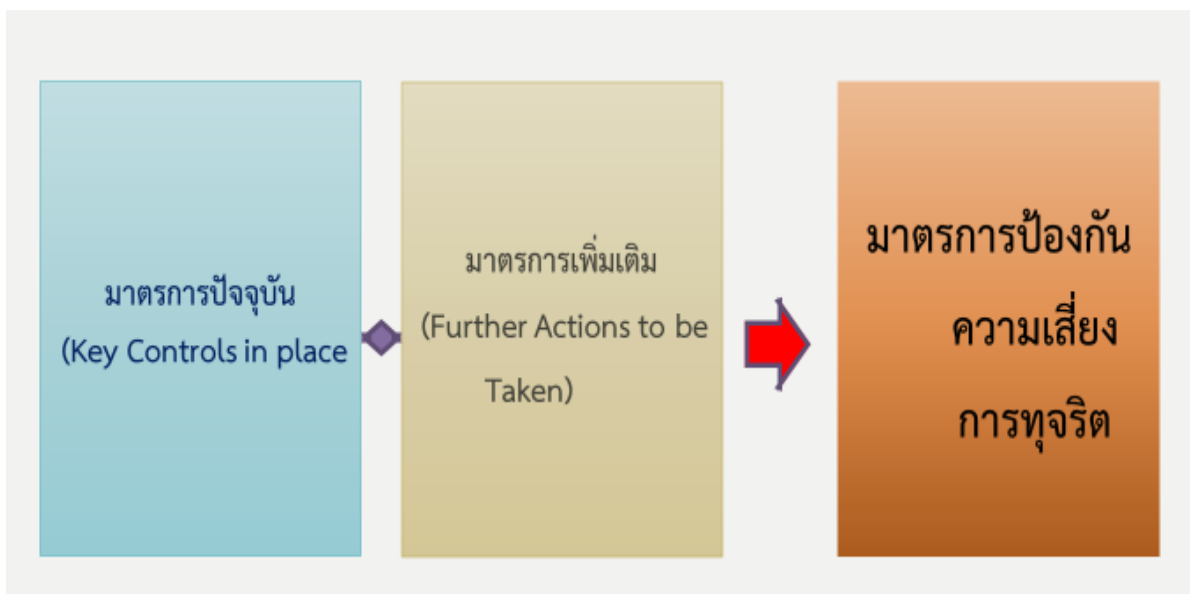 มาตรการปัจจุบัน
(Key Controls in place
มาตรการเพิ่มเติม
(Further Actions to be
Taken)
มาตรการป้องกัน
ความเสี่ยง
การทุจริต